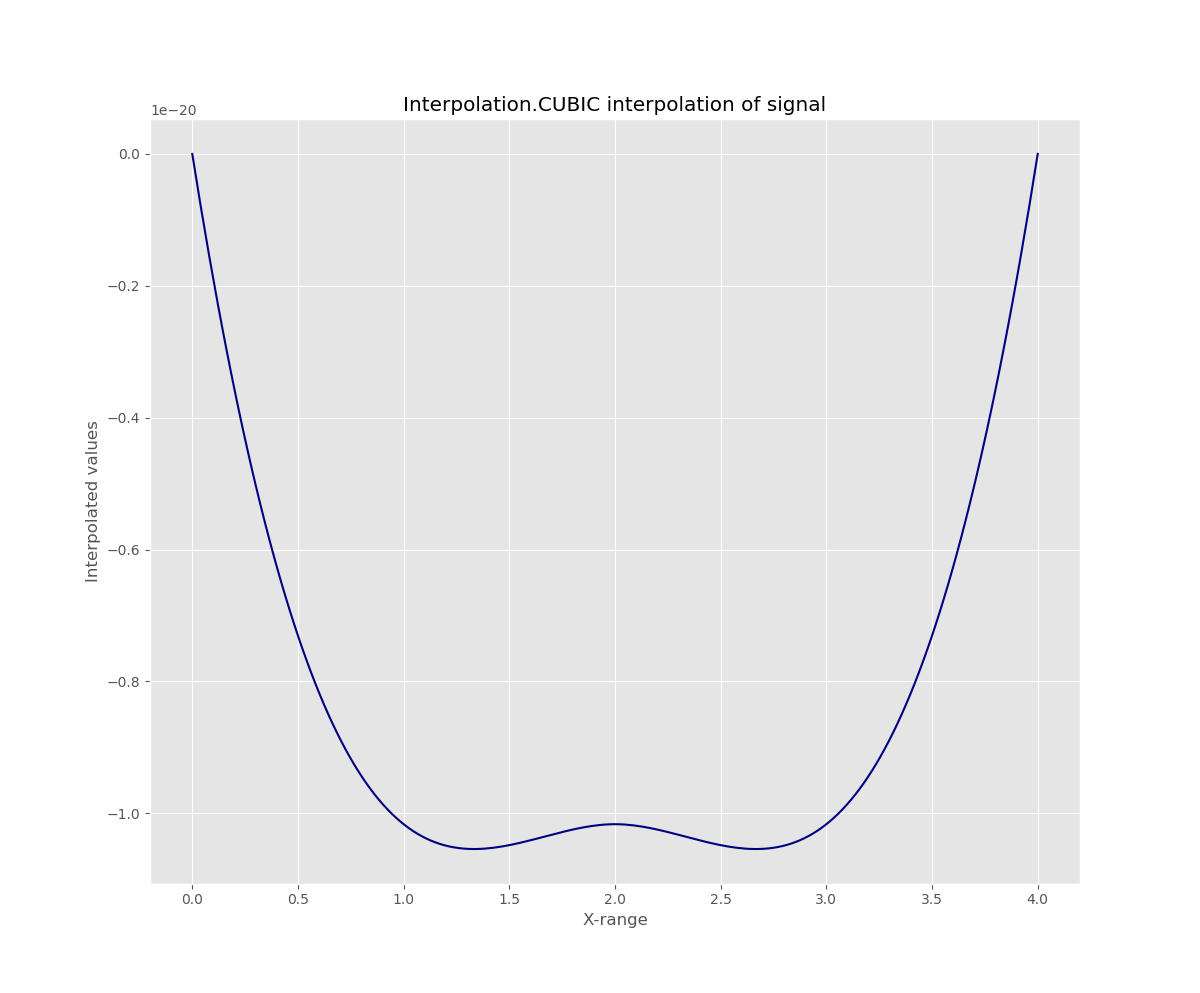 Interpolation.CUBIC interpolation of signal
1e−20
0.0
−0.2
−0.4
−0.6
−0.8
−1.0
Interpolated values
0.0 0.5 1.0 1.5 2.0 2.5 3.0 3.5 4.0
X-range